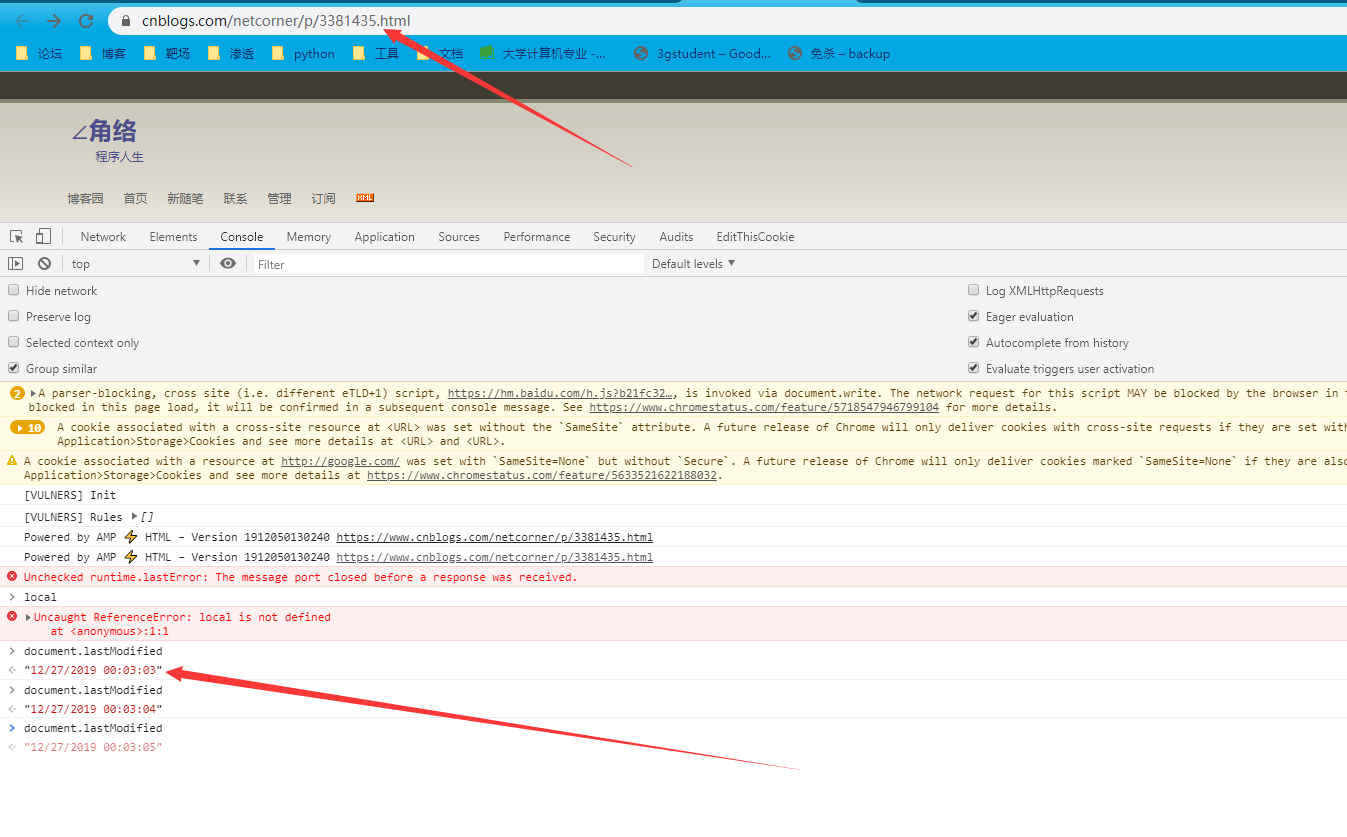 cnblogs.com/netcorner/p/3381435.html
论坛 博客 靶场 渗透 python 工具 文档 大学计算机专业 -... 3gstudent – Good... 免杀 – backup
∠角络
程序人生
博客园 首页 新随笔 联系 管理 订阅 XML
Network Elements Console Memory Application Sources Performance Security Audits EditThisCookie
top Filter Default levels
Hide network Log XMLHttpRequests
Preserve log Eager evaluation
Selected context only Autocomplete from history
Group similar Evaluate triggers user activation
2 A parser-blocking, cross site (i.e. different eTLD+1) script, https://hm.baidu.com/h.js?b21fc32…, is invoked via document.write. The network request for this script MAY be blocked by the browser in t
blocked in this page load, it will be confirmed in a subsequent console message. See https://www.chromestatus.com/feature/5718547946799104 for more details.
10 A cookie associated with a cross-site resource at <URL> was set without the `SameSite` attribute. A future release of Chrome will only deliver cookies with cross-site requests if they are set wit
Application>Storage>Cookies and see more details at <URL> and <URL>.
A cookie associated with a resource at http://google.com/ was set with `SameSite=None` but without `Secure`. A future release of Chrome will only deliver cookies marked `SameSite=None` if they are als
Application>Storage>Cookies and see more details at https://www.chromestatus.com/feature/5633521622188032.
[VULNERS] Init
[VULNERS] Rules []
Powered by AMP ⚡ HTML – Version 1912050130240 https://www.cnblogs.com/netcorner/p/3381435.html
Powered by AMP ⚡ HTML – Version 1912050130240 https://www.cnblogs.com/netcorner/p/3381435.html
Unchecked runtime.lastError: The message port closed before a response was received.
local
Uncaught ReferenceError: local is not defined
at <anonymous>:1:1
document.lastModified
"12/27/2019 00:03:03"
document.lastModified
"12/27/2019 00:03:04"
document.lastModified
"12/27/2019 00:03:05"